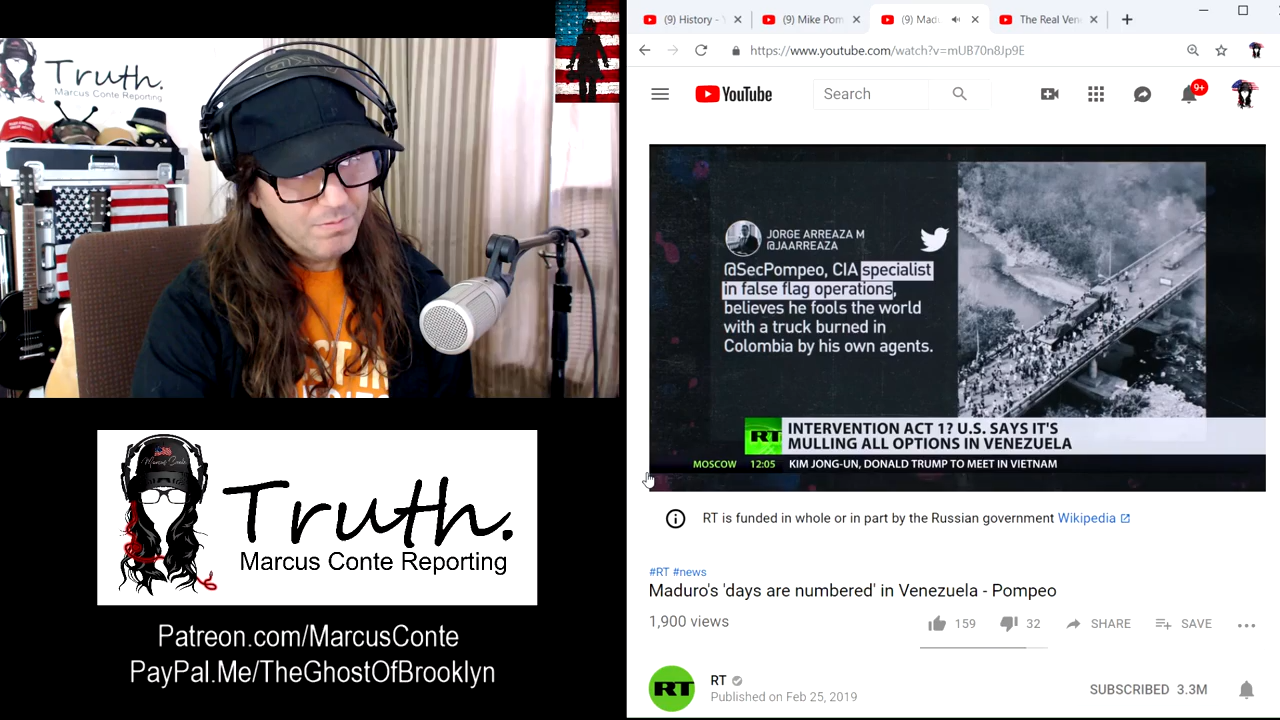 Truth.
Marcus Conte Reporting
Truth.
Marcus Conte Reporting
Patreon.com/MarcusConte
PayPal.Me/TheGhostOfBrooklyn
(9) History -
(9) Mike Pom
(9) Madu
The Real Ven
https://www.youtube.com/watch?v=mUB70n8Jp9E
YouTube
Search
9+
JORGE ARREAZA M
@JAARREAZA
@SecPompeo, CIA specialist
in false flag operations,
believes he fools the world
with a truck burned in
Colombia by his own agents.
RT
INTERVENTION ACT 1? U.S. SAYS IT'S
MULLING ALL OPTIONS IN VENEZUELA
MOSCOW 12:05 KIM JONG-UN, DONALD TRUMP TO MEET IN VIETNAM
RT is funded in whole or in part by the Russian government Wikipedia
#RT #news
Maduro's 'days are numbered' in Venezuela - Pompeo
1,900 views
159
32
SHARE
SAVE
RT
RT
Published on Feb 25, 2019
SUBSCRIBED 3.3M